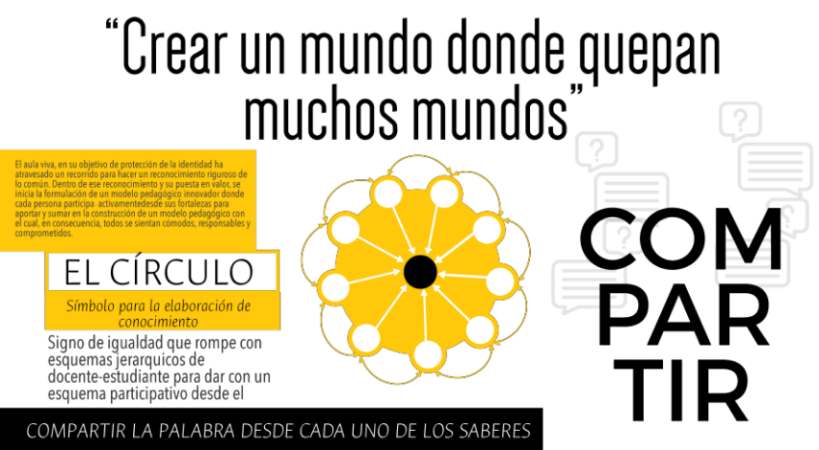 “Crear un mundo donde quepan
muchos mundos”
El aula viva, en su objetivo de protección de la identidad ha
atravesado un recorrido para hacer un reconocimiento riguroso de
lo común. Dentro de ese reconocimiento y su puesta en valor, se
inicia la formulación de un modelo pedagógico innovador donde
cada persona participa activamentedesde sus fortalezas para
aportar y sumar en la construcción de un modelo pedagógico con
el cual, en consecuencia, todos se sientan cómodos, responsables y
comprometidos.
EL CÍRCULO
Símbolo para la elaboración de
conocimiento
Signo de igualdad que rompe con
esquemas jerarquicos de
docente-estudiante para dar con un
esquema participativo desde el
COMPARTIR LA PALABRA DESDE CADA UNO DE LOS SABERES
?
?
?
?
COM
PAR
TIR